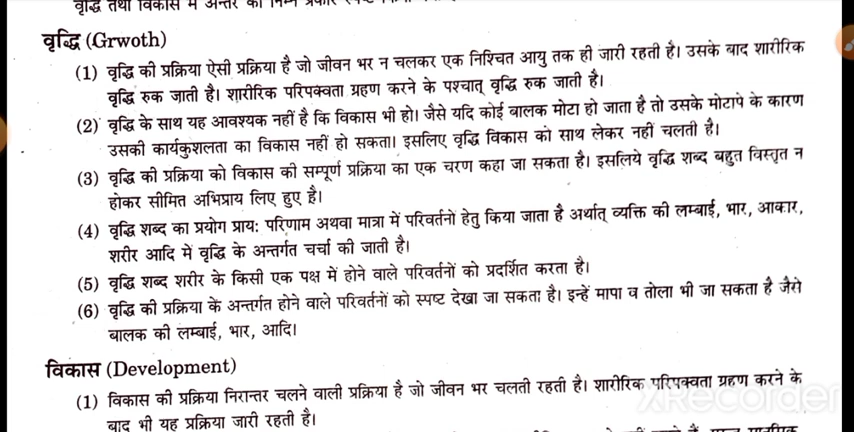 वृद्धि तथा विकास में अन्तर को निम्न प्रकार स्पष्ट
वृद्धि (Grwoth)
(1) वृद्धि की प्रक्रिया ऐसी प्रक्रिया है जो जीवन भर न चलकर एक निश्चित आयु तक ही जारी रहती है। उसके बाद शारीरिक
वृद्धि रुक जाती है। शारीरिक परिपक्वता ग्रहण करने के पश्चात् वृद्धि रुक जाती है।
(2) वृद्धि के साथ यह आवश्यक नहीं है कि विकास भी हो। जैसे यदि कोई बालक मोटा हो जाता है तो उसके मोटापे के कारण
उसकी कार्यकुशलता का विकास नहीं हो सकता। इसलिए वृद्धि विकास को साथ लेकर नहीं चलती है।
(3) वृद्धि की प्रक्रिया को विकास की सम्पूर्ण प्रक्रिया का एक चरण कहा जा सकता है। इसलिये वृद्धि शब्द बहुत विस्तृत न
होकर सीमित अभिप्राय लिए हुए है।
(4) वृद्धि शब्द का प्रयोग प्राय: परिणाम अथवा मात्रा में परिवर्तनों हेतु किया जाता है अर्थात् व्यक्ति की लम्बाई, भार, आकार,
शरीर आदि में वृद्धि के अन्तर्गत चर्चा की जाती है।
(5) वृद्धि शब्द शरीर के किसी एक पक्ष में होने वाले परिवर्तनों को प्रदर्शित करता है।
(6) वृद्धि की प्रक्रिया के अन्तर्गत होने वाले परिवर्तनों को स्पष्ट देखा जा सकता है। इन्हें मापा व तोला भी जा सकता है जैसे
बालक की लम्बाई, भार, आदि।
विकास (Development)
(1) विकास की प्रक्रिया निरान्तर चलने वाली प्रक्रिया है जो जीवन भर चलती रहती है। शारीरिक परिपक्वता ग्रहण करने के
बाद भी यह प्रक्रिया जारी रहती है।
XRecorder